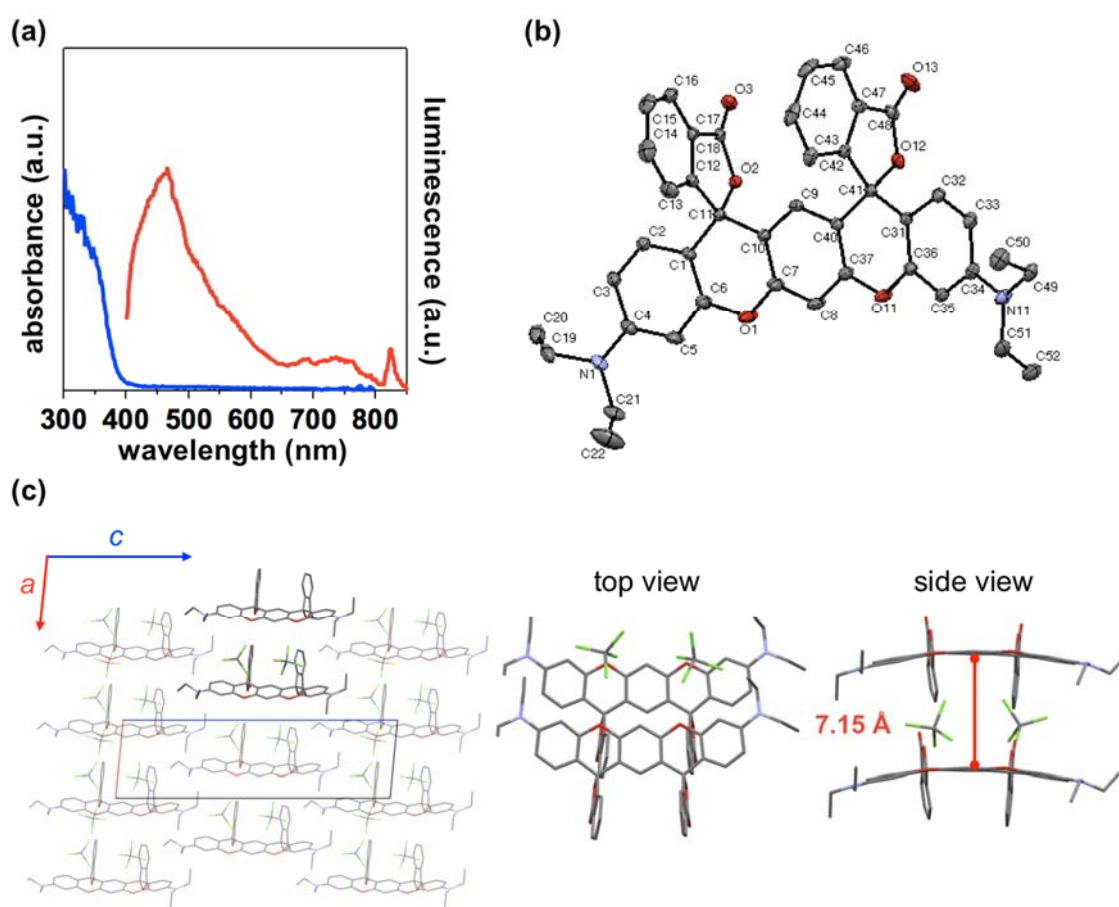 (a)
absorbance (a.u.)
luminescence (a.u.)
300 400 500 600 700 800
wavelength (nm)
(b)
C46
C45
O13
C16
O3
C47
C44
C15
C17
C48
C14
C43
C18
O12
C12
C42
O2
C13
C9
C41
C32
C11
C33
C2
C10
C40
C31
C50
C1
C7
C37
C36
C3
C6
C34
C49
C4
C8
O11
C35
N11
C20
O1
C5
C19
C51
N1
C52
C21
C22
(c)
c
a
top view
side view
7.15 Å